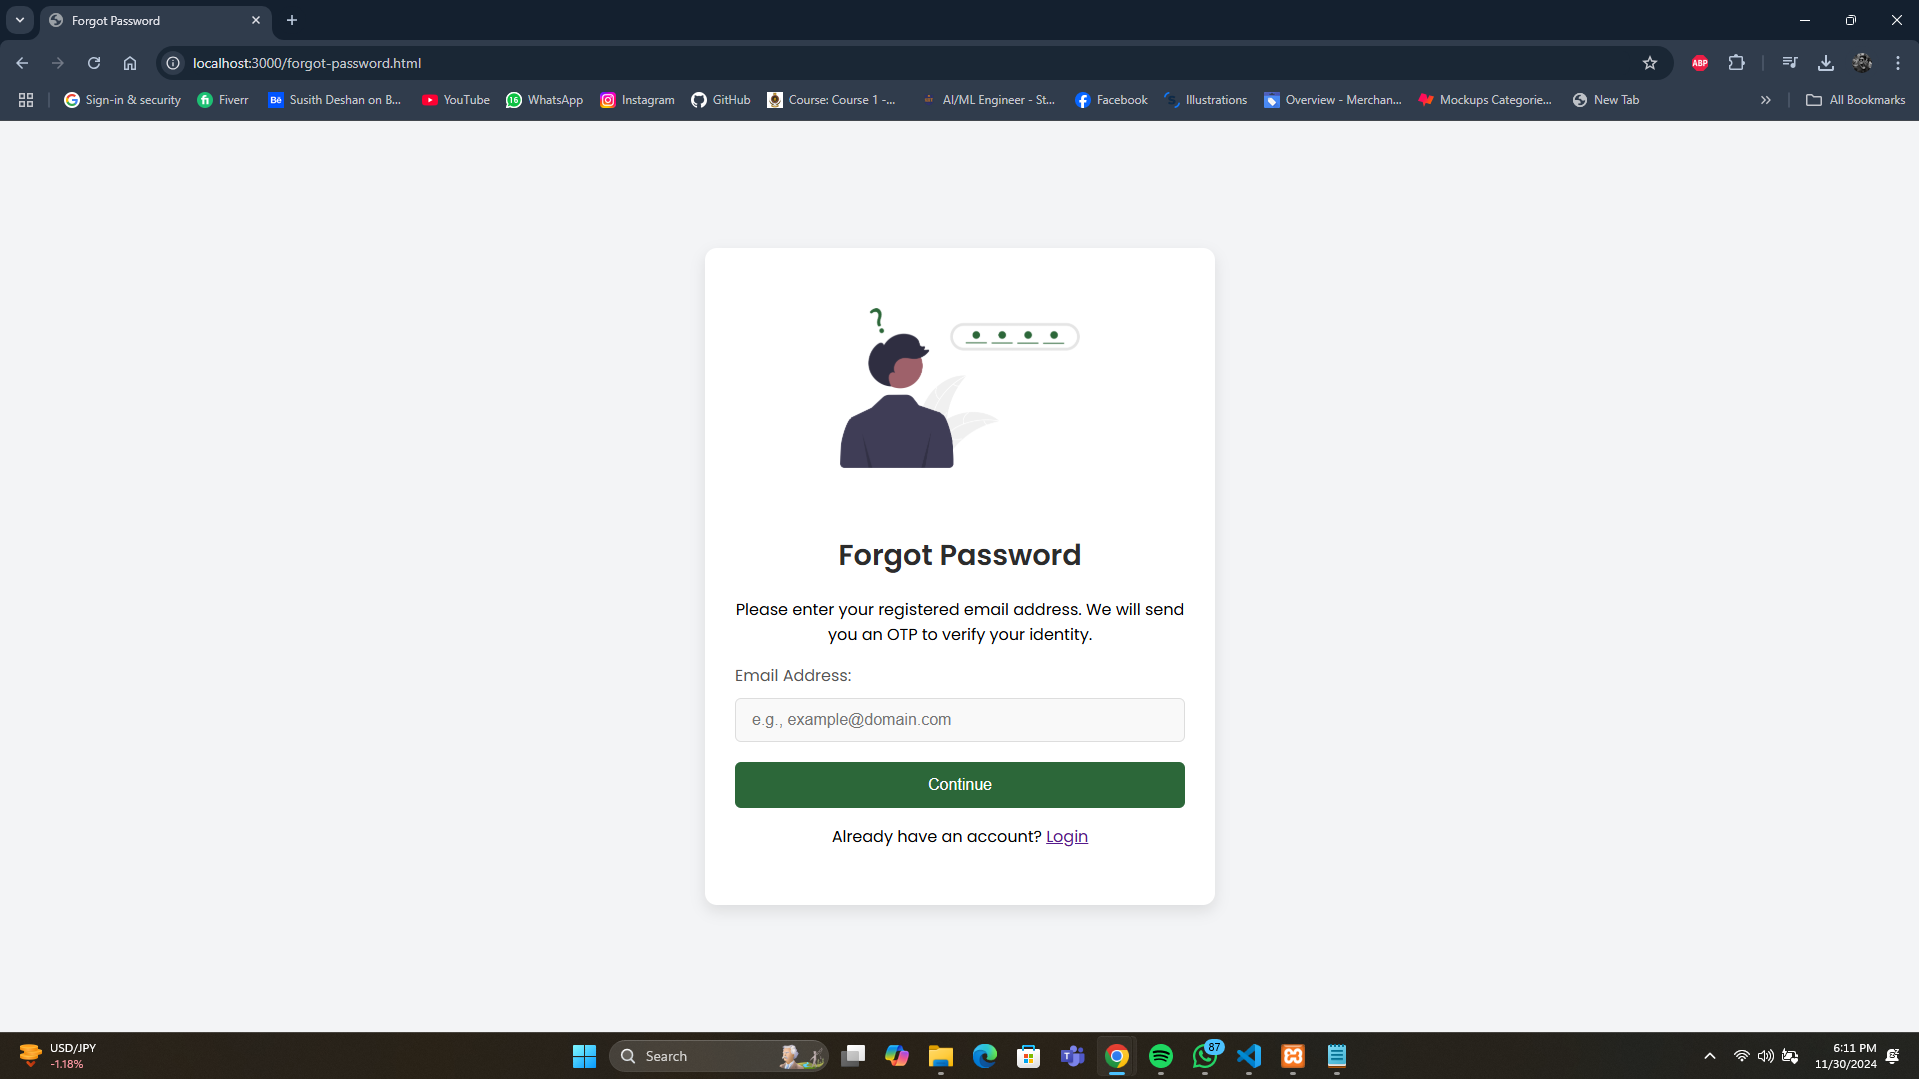 Forgot Password
localhost:3000/forgot-password.html
ABP
Sign-in & security
Fiverr
Bē Susith Deshan on B...
YouTube
16 WhatsApp
Instagram
GitHub
Course: Course 1 -...
AI/ML Engineer - St...
Facebook
Illustrations
Overview - Merchan...
Mockups Categorie...
New Tab
All Bookmarks
?
Forgot Password
Please enter your registered email address. We will send
you an OTP to verify your identity.
Email Address:
e.g., example@domain.com
Continue
Already have an account? Login
USD/JPY
-1.18%
Search
87
6:11 PM
11/30/2024